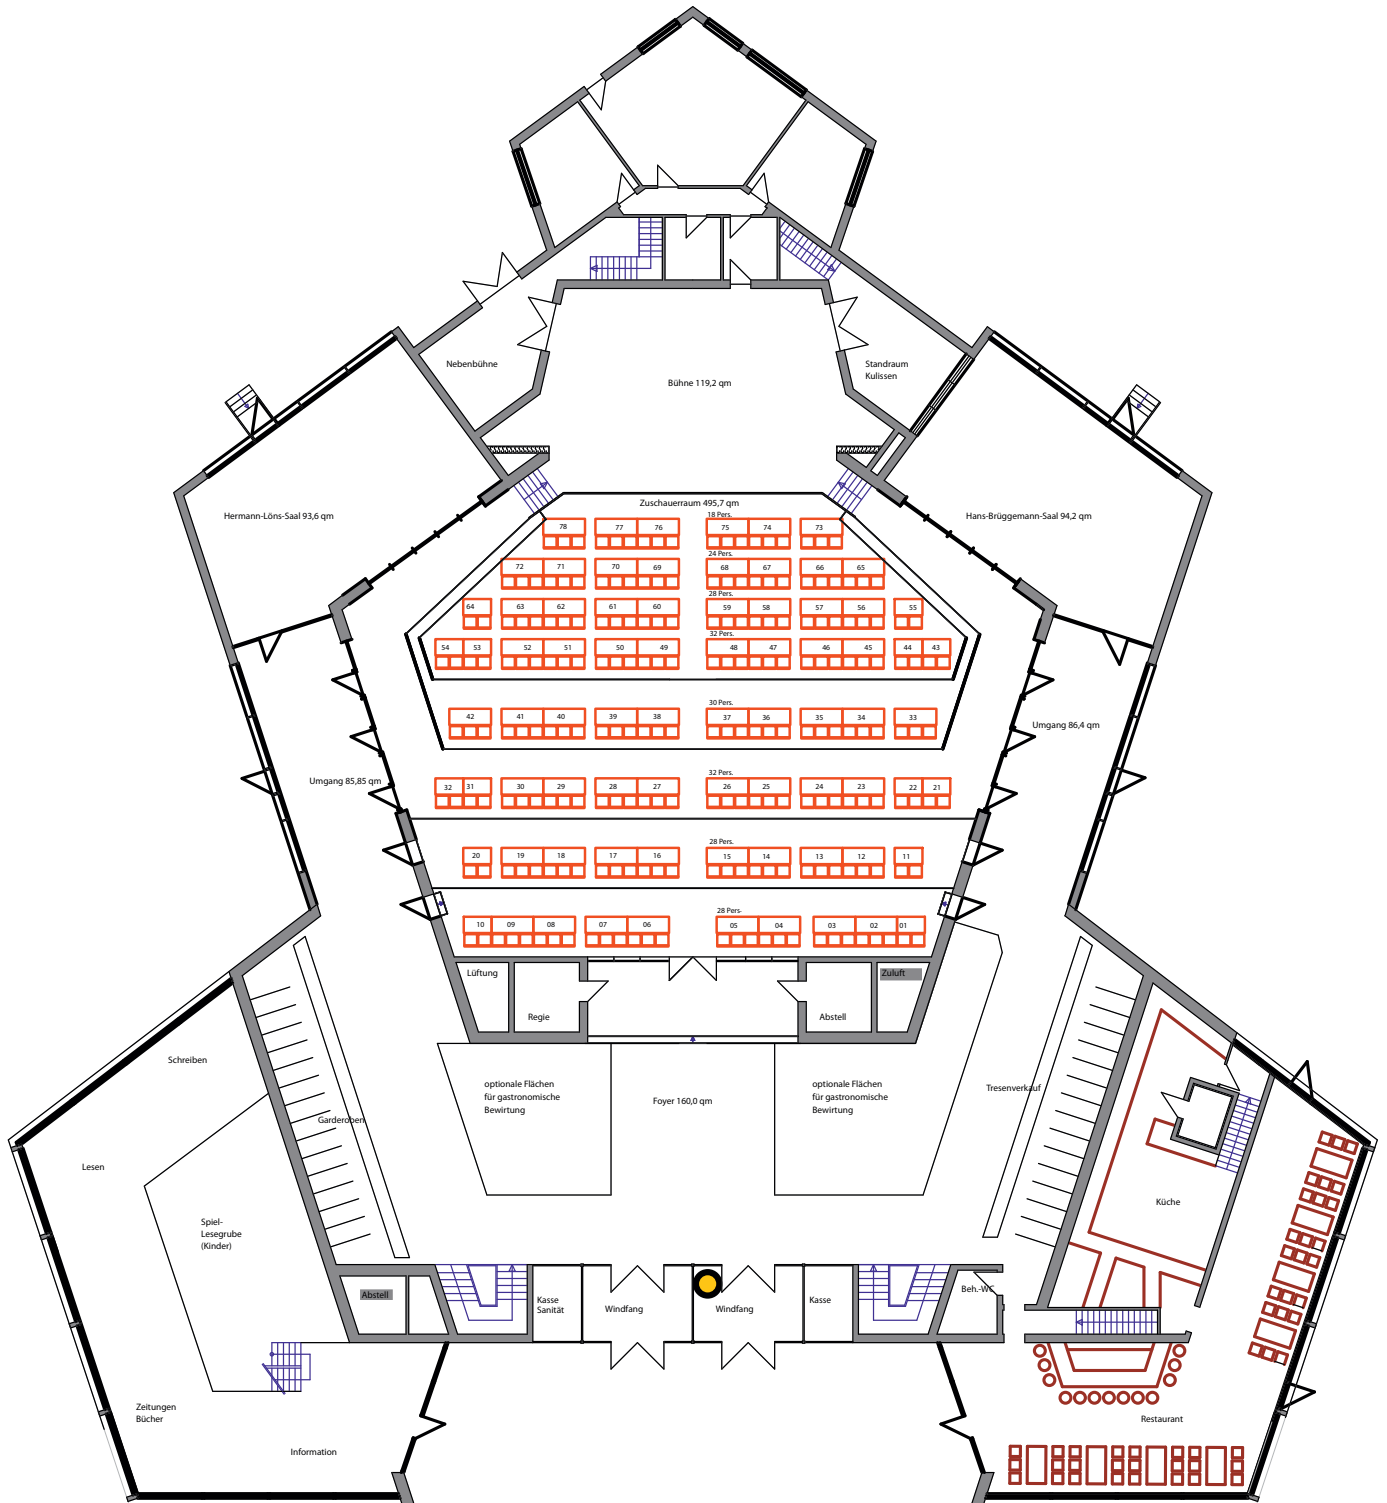 Nebenbühne
Standraum
Kulissen
Bühne 119,2 qm
Zuschauerraum 495,7 qm
Hermann-Löns-Saal 93,6 qm
Hans-Brüggemann-Saal 94,2 qm
18 Pers.
78 77 76 75 74 73
24 Pers.
72 71 70 69 68 67 66 65
28 Pers.
64 63 62 61 60 59 58 57 56 55
32 Pers.
54 53 52 51 50 49 48 47 46 45 44 43
30 Pers.
42 41 40 39 38 37 36 35 34 33
Umgang 86,4 qm
Umgang 85,85 qm
32 Pers.
32 31 30 29 28 27 26 25 24 23 22 21
28 Pers.
20 19 18 17 16 15 14 13 12 11
28 Pers-
10 09 08 07 06 05 04 03 02 01
Lüftung
Zuluft
Regie
Abstell
Schreiben
optionale Flächen
für gastronomische
Bewirtung
Foyer 160,0 qm
optionale Flächen
für gastronomische
Bewirtung
Tresenverkauf
Garderoben
Lesen
Küche
Spiel-
Lesegrube
(Kinder)
Abstell
Kasse
Sanität
Windfang
Windfang
Kasse
Beh.-WC
Zeitungen
Bücher
Restaurant
Information